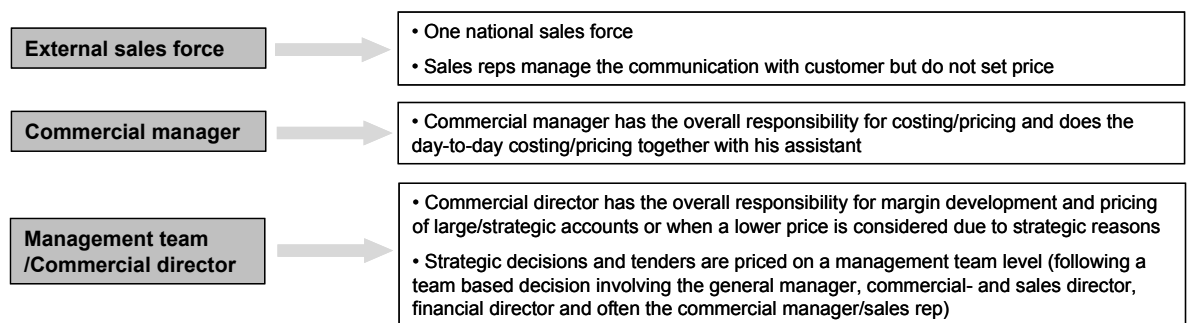 External sales force
• One national sales force
• Sales reps manage the communication with customer but do not set price
Commercial manager
• Commercial manager has the overall responsibility for costing/pricing and does the
day-to-day costing/pricing together with his assistant
Management team
/Commercial director
• Commercial director has the overall responsibility for margin development and pricing
of large/strategic accounts or when a lower price is considered due to strategic reasons
• Strategic decisions and tenders are priced on a management team level (following a
team based decision involving the general manager, commercial- and sales director,
financial director and often the commercial manager/sales rep)